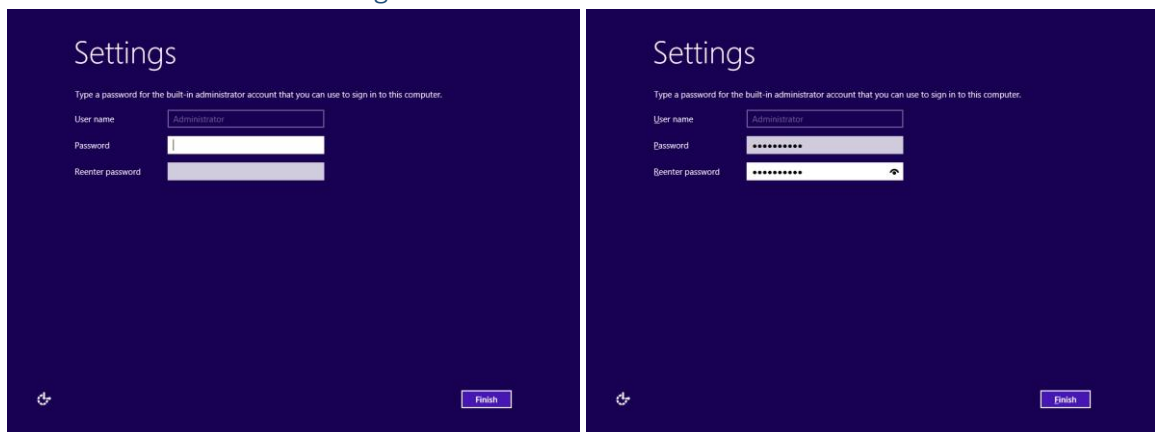 Settings
Type a password for the built-in administrator account that you can use to sign in to this computer.
User name Administrator
Password
Reenter password
Finish
Settings
Type a password for the built-in administrator account that you can use to sign in to this computer.
User name Administrator
Password ••••••••••
Reenter password ••••••••••
Finish